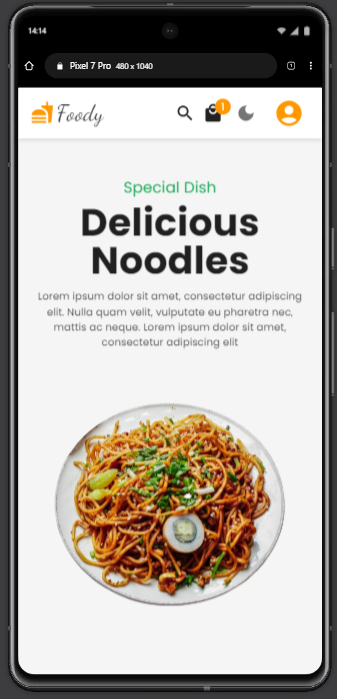 14:14
Pixel 7 Pro 480 x 1040
1
Foody
1
Special Dish
Delicious
Noodles
Lorem ipsum dolor sit amet, consectetur adipiscing
elit. Nulla quam velit, vulputate eu pharetra nec,
mattis ac neque. Lorem ipsum dolor sit amet,
consectetur adipiscing elit